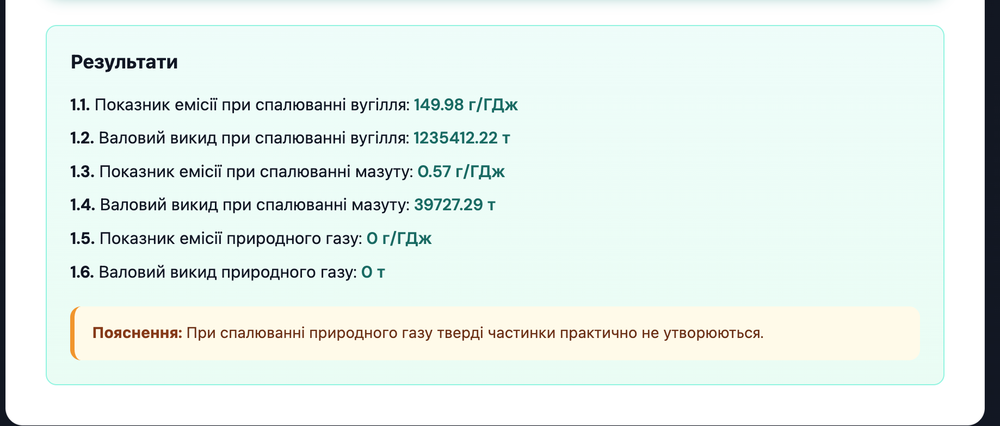 Результати
1.1. Показник емісії при спалюванні вугілля: 149.98 г/ГДж
1.2. Валовий викид при спалюванні вугілля: 1235412.22 т
1.3. Показник емісії при спалюванні мазуту: 0.57 г/ГДж
1.4. Валовий викид при спалюванні мазуту: 39727.29 т
1.5. Показник емісії природного газу: 0 г/ГДж
1.6. Валовий викид природного газу: 0 т
Пояснення: При спалюванні природного газу тверді частинки практично не утворюються.